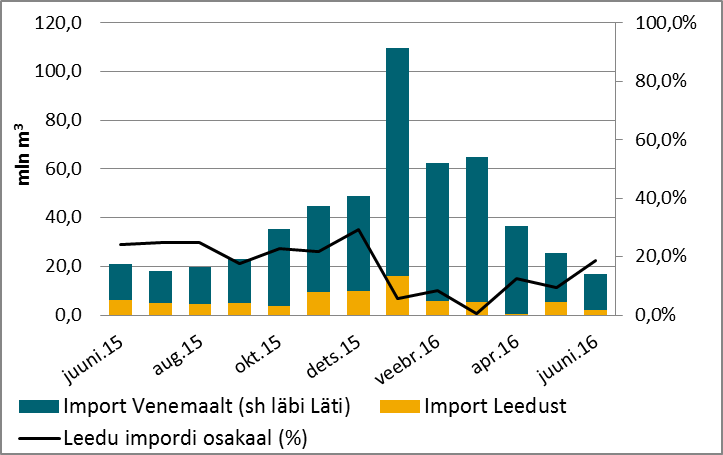 120,0
100,0
80,0
60,0
40,0
20,0
0,0
mln m³
100,0%
80,0%
60,0%
40,0%
20,0%
0,0%
juuni.15
aug.15
okt.15
dets.15
veebr.16
apr.16
juuni.16
Import Venemaalt (sh läbi Läti)
Import Leedust
Leedu impordi osakaal (%)